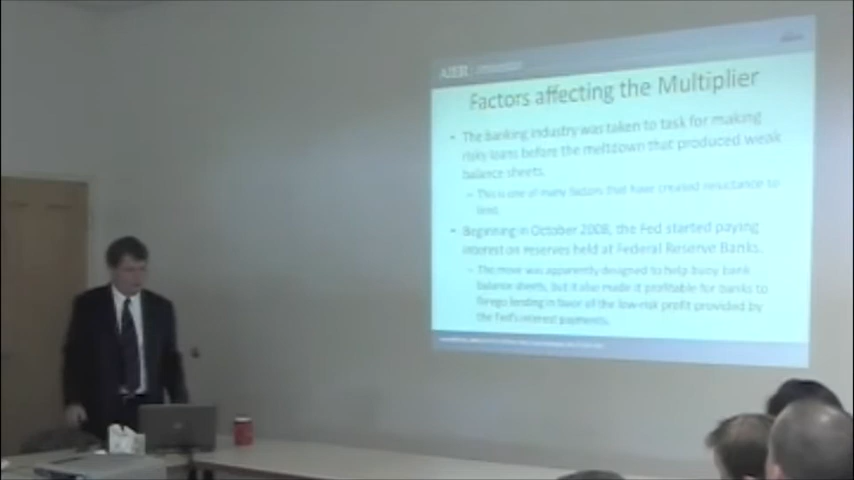 AIER
Factors affecting the Multiplier
• The banking industry was taken to task for making
risky loans before the meltdown that produced weak
balance sheets.
– This is one of many factors that have created reluctance to
lend.
• Beginning in October 2008, the Fed started paying
interest on reserves held at Federal Reserve Banks.
– The move was apparently designed to help buoy bank
balance sheets, but it also made it profitable for banks to
forego lending in favor of the low-risk profit provided by
the Fed's interest payments.